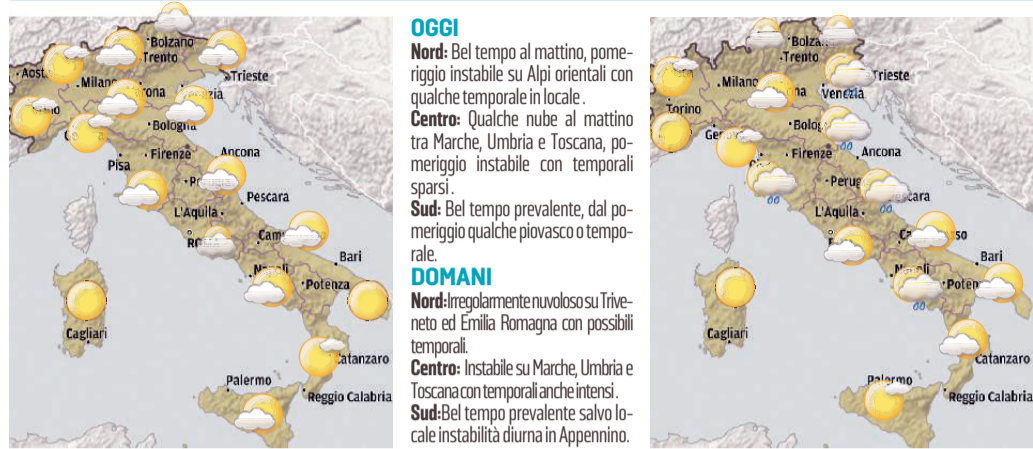 Bolzano
Trento
Trieste
Bologna
Firenze
Ancona
Pisa
Pescara
L'Aquila
Bari
Napoli
Potenza
Cagliari
Catanzaro
Palermo
Reggio Calabria
OGGI
Nord: Bel tempo al mattino, pome-
riggio instabile su Alpi orientali con
qualche temporale in locale .
Centro: Qualche nube al mattino
tra Marche, Umbria e Toscana, po-
meriggio instabile con temporali
sparsi .
Sud: Bel tempo prevalente, dal po-
meriggio qualche piovasco o tempo-
rale.
DOMANI
Nord:Irregolarmente nuvoloso su Trive-
neto ed Emilia Romagna con possibili
temporali.
Centro: Instabile su Marche, Umbria e
Toscana con temporali anche intensi .
Sud:Bel tempo prevalente salvo lo-
cale instabilità diurna in Appennino.
Trento
Milano
Trieste
Venezia
Torino
Firenze
Ancona
L'Aquila
Bari
Catanzaro
Palermo
Reggio Calabria
Cagliari